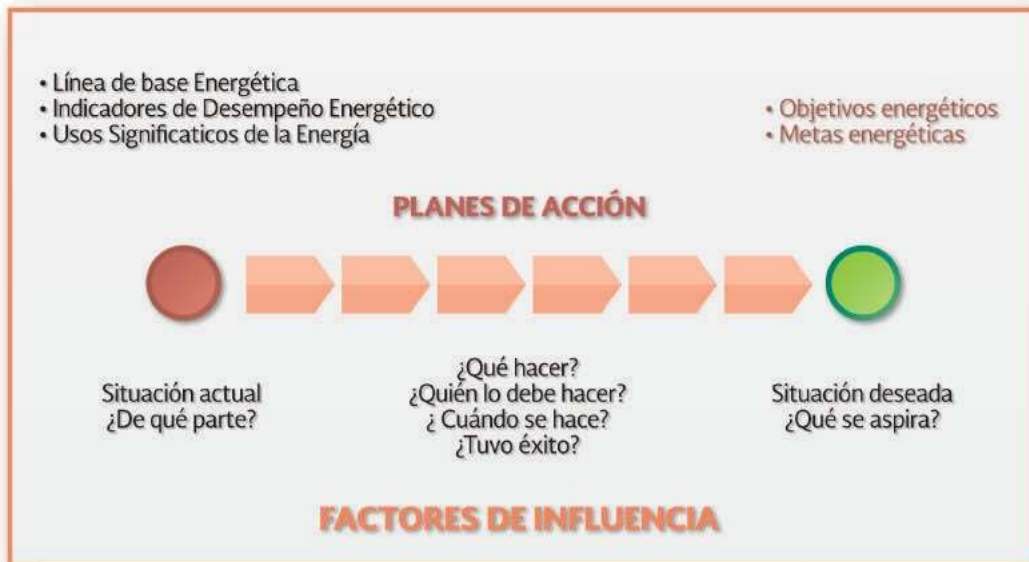 • Línea de base Energética
• Indicadores de Desempeño Energético
• Usos Significaticos de la Energía
• Objetivos energéticos
• Metas energéticas
PLANES DE ACCIÓN
Situación actual
¿De qué parte?
¿Qué hacer?
¿Quién lo debe hacer?
¿ Cuándo se hace?
¿Tuvo éxito?
Situación deseada
¿Qué se aspira?
FACTORES DE INFLUENCIA